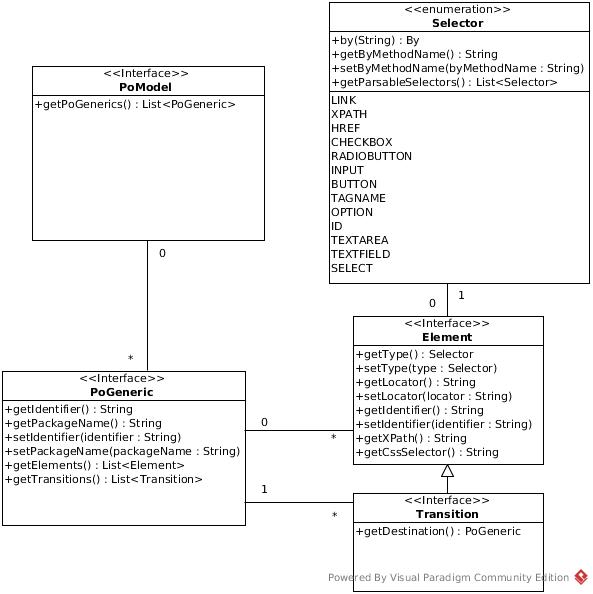 <<enumeration>>
Selector
+by(String) : By
+getByMethodName() : String
+setByMethodName(byMethodName : String)
+getParsableSelectors() : List<Selector>
LINK
XPATH
HREF
CHECKBOX
RADIOBUTTON
INPUT
BUTTON
TAGNAME
OPTION
ID
TEXTAREA
TEXTFIELD
SELECT
<<Interface>>
PoModel
+getPoGenerics() : List<PoGeneric>
0
*
1
0
<<Interface>>
Element
+getType() : Selector
+setType(type : Selector)
+getLocator() : String
+setLocator(locator : String)
+getIdentifier() : String
+setIdentifier(identifier : String)
+getXPath() : String
+getCssSelector() : String
<<Interface>>
PoGeneric
+getIdentifier() : String
+getPackageName() : String
+setIdentifier(identifier : String)
+setPackageName(packageName : String)
+getElements() : List<Element>
+getTransitions() : List<Transition>
0
*
1
*
<<Interface>>
Transition
+getDestination() : PoGeneric
Powered By Visual Paradigm Community Edition